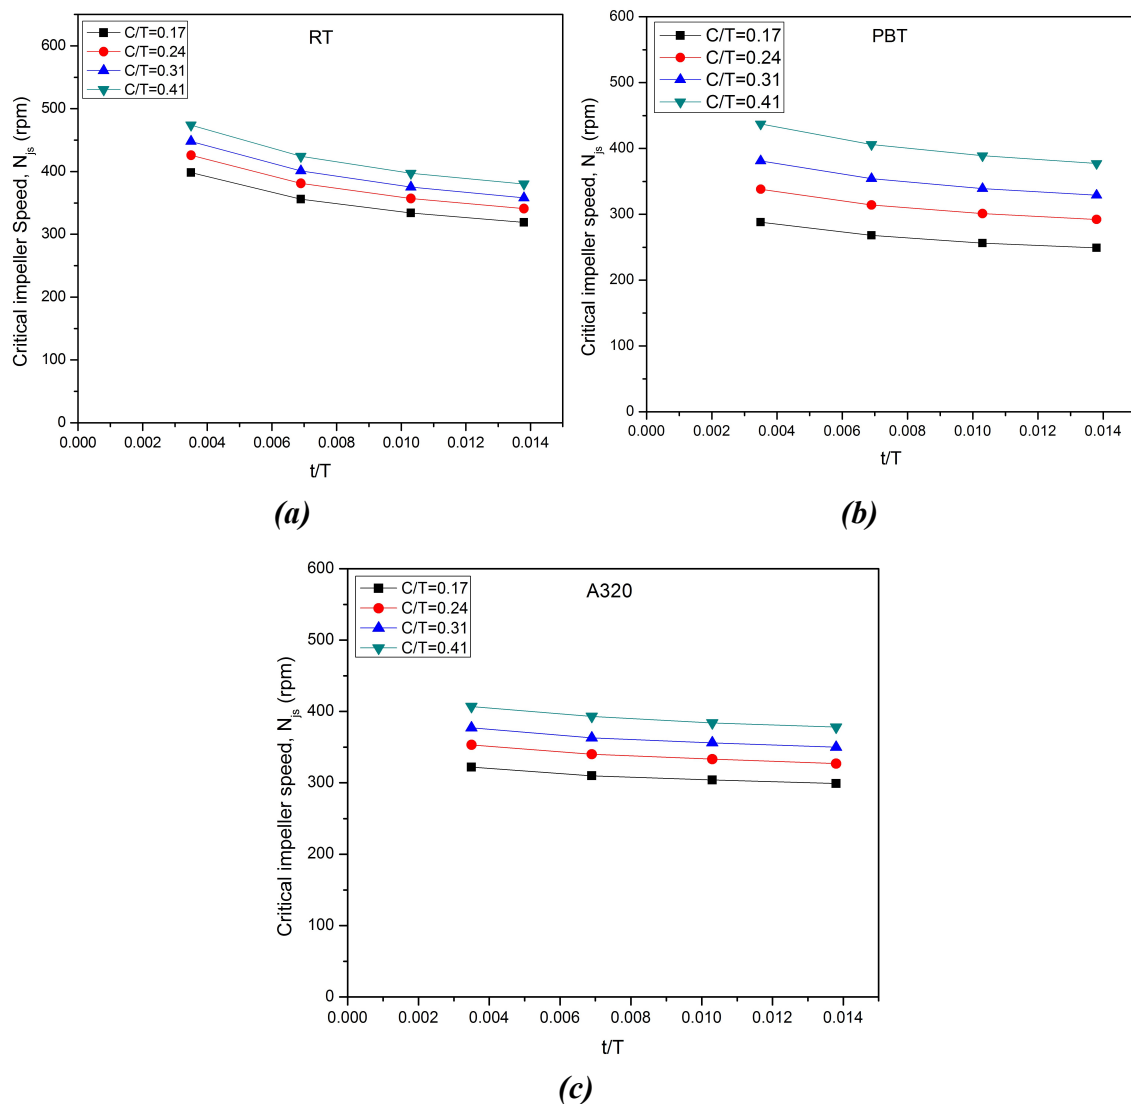 RT
C/T=0.17
C/T=0.24
C/T=0.31
C/T=0.41
Critical impeller Speed, N_js (rpm)
600
500
400
300
200
100
0
0.000 0.002 0.004 0.006 0.008 0.010 0.012 0.014
t/T
(a)
PBT
C/T=0.17
C/T=0.24
C/T=0.31
C/T=0.41
Critical impeller speed, N_js (rpm)
600
500
400
300
200
100
0
0.000 0.002 0.004 0.006 0.008 0.010 0.012 0.014
t/T
(b)
A320
C/T=0.17
C/T=0.24
C/T=0.31
C/T=0.41
Critical impeller speed, N_js (rpm)
600
500
400
300
200
100
0
0.000 0.002 0.004 0.006 0.008 0.010 0.012 0.014
t/T
(c)